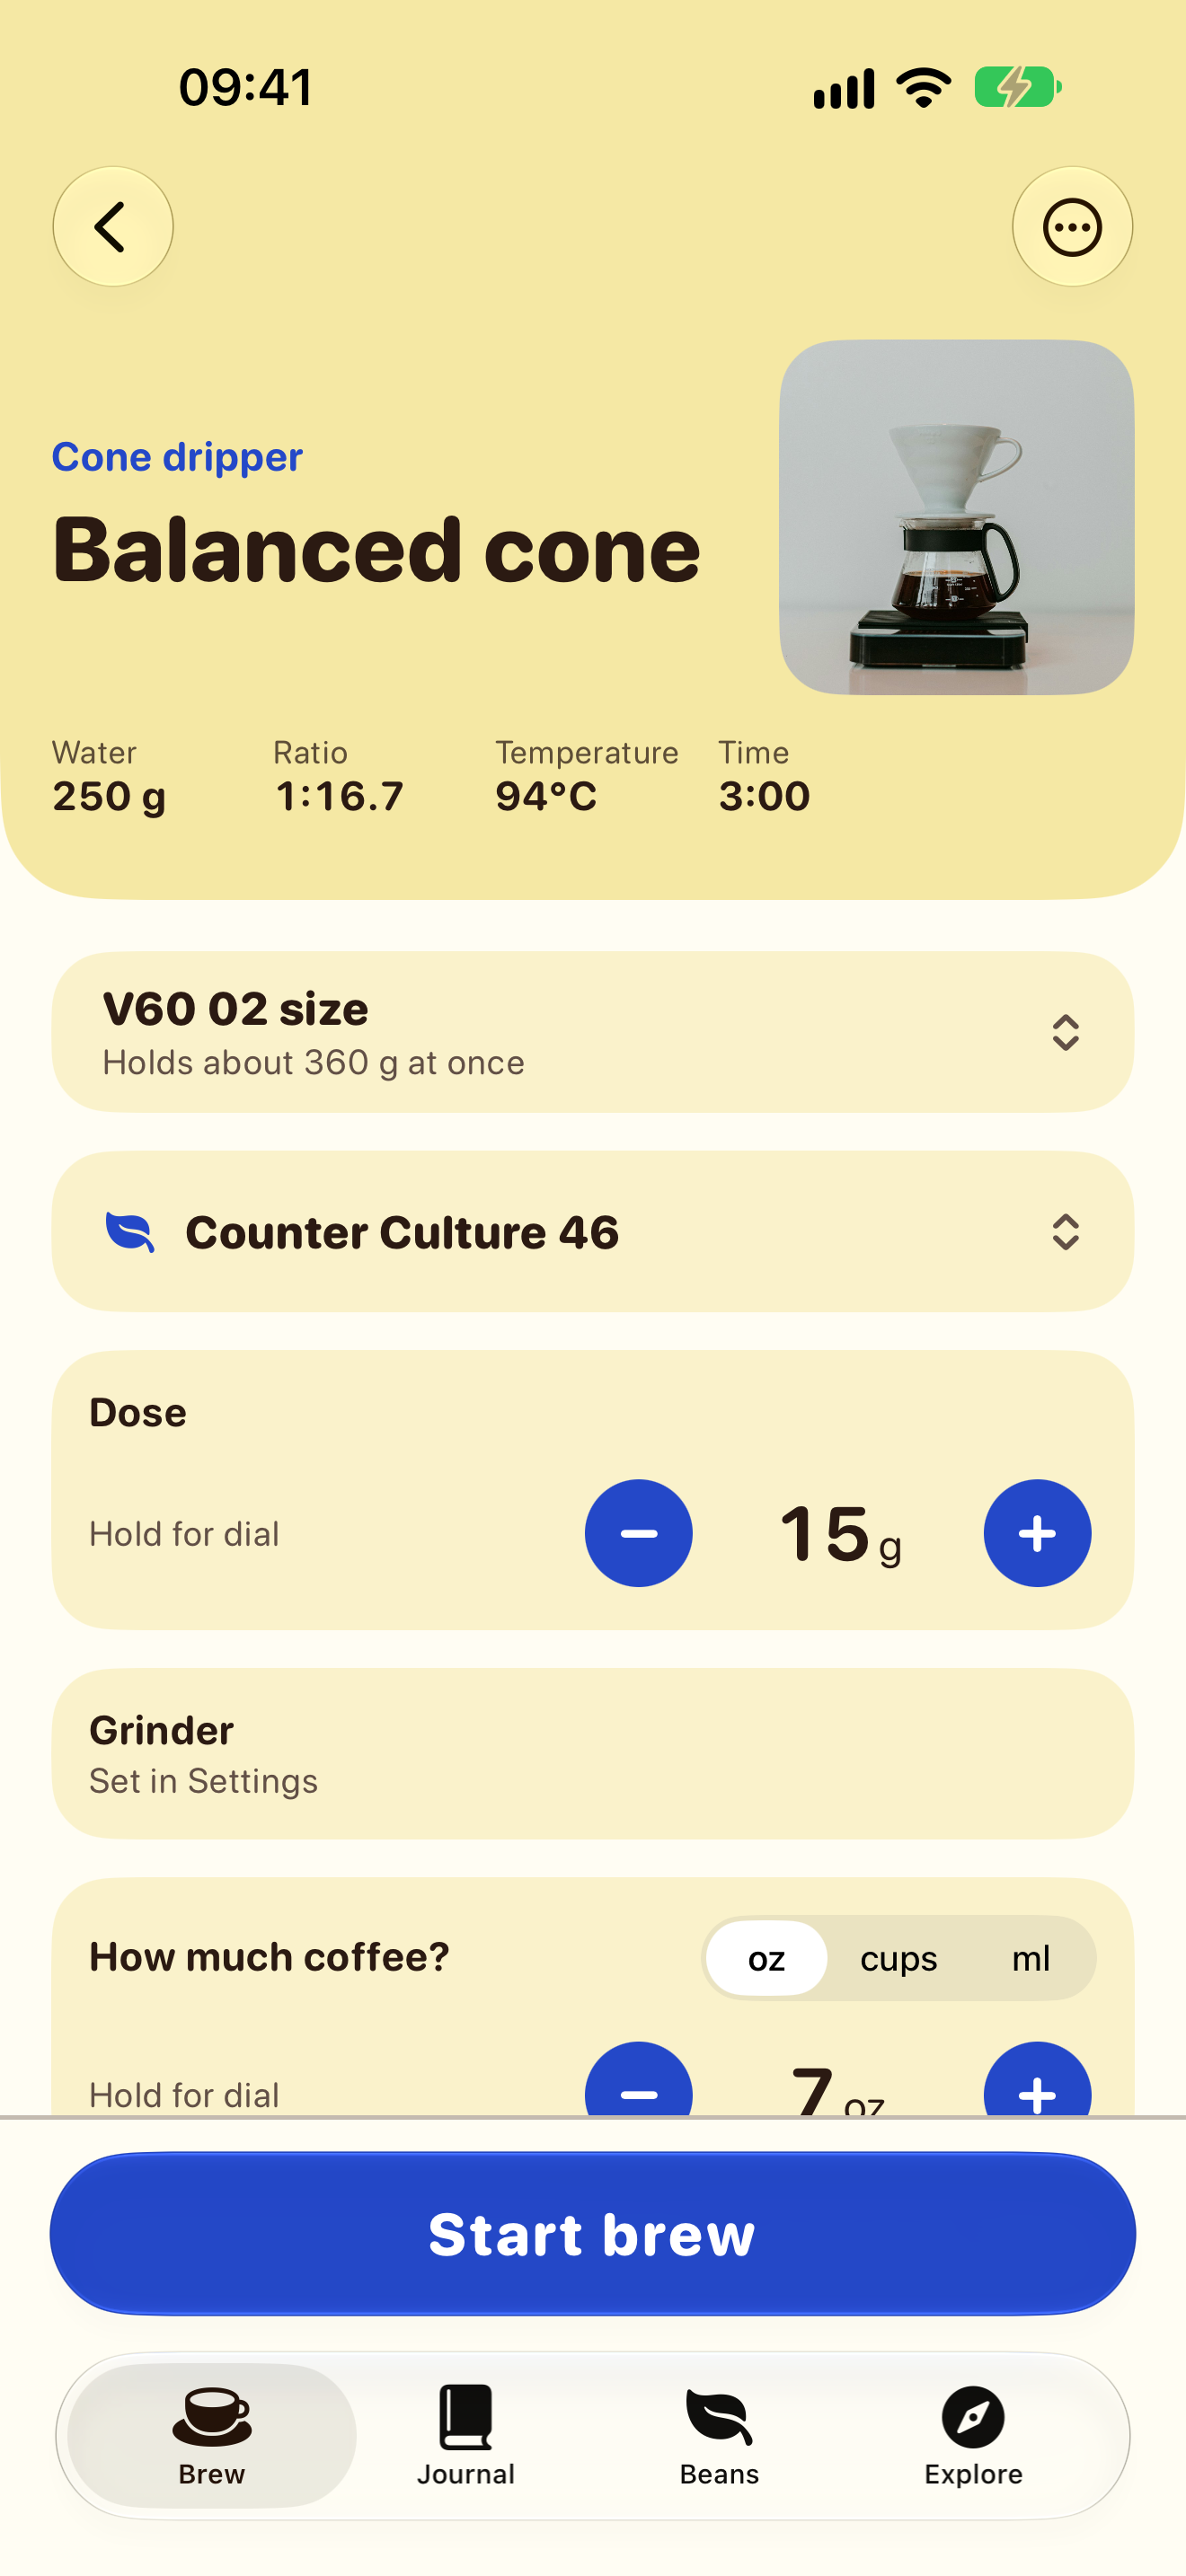 09:41
Cone dripper
Balanced cone
Water Ratio Temperature Time
250 g 1:16.7 94°C 3:00
V60 02 size
Holds about 360 g at once
Counter Culture 46
Dose
Hold for dial 15 g
Grinder
Set in Settings
How much coffee? oz cups ml
Hold for dial 7 oz
Start brew
Brew Journal Beans Explore